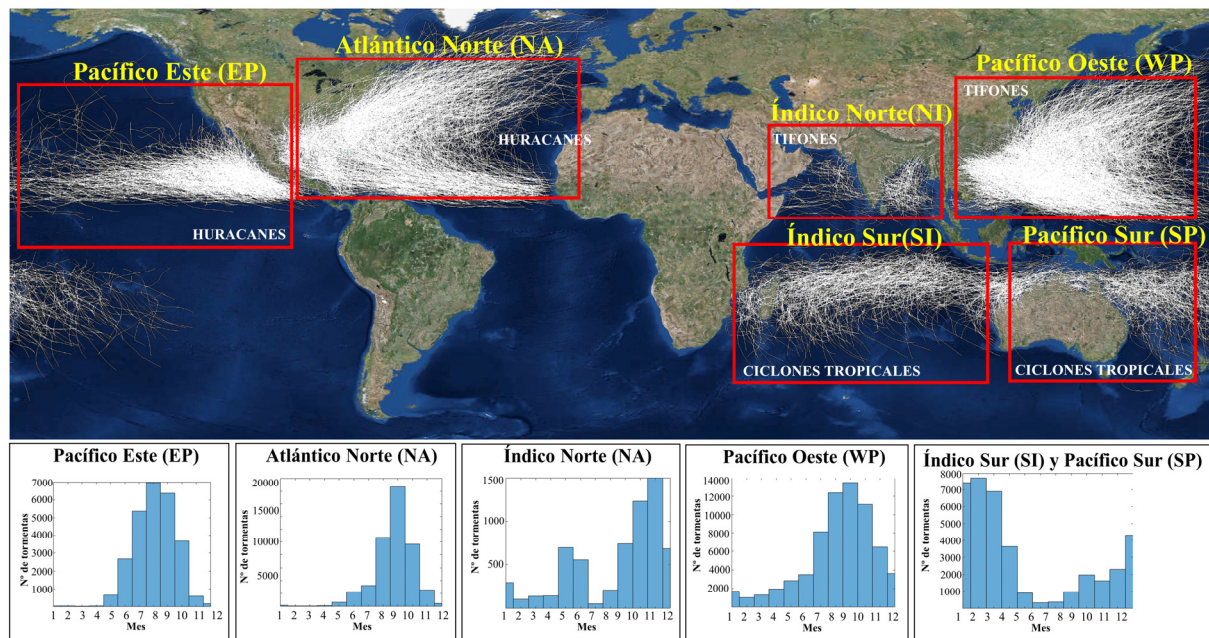 Atlántico Norte (NA)
Pacífico Este (EP)
Pacífico Oeste (WP)
TIFONES
Índico Norte(NI)
TIFONES
HURACANES
HURACANES
Índico Sur(SI)
Pacífico Sur (SP)
CICLONES TROPICALES
CICLONES TROPICALES
Pacífico Este (EP)
7000
6000
5000
4000
3000
2000
1000
Nº de tormentas
1 2 3 4 5 6 7 8 9 10 11 12
Mes
Atlántico Norte (NA)
20000
15000
10000
5000
Nº de tormentas
1 2 3 4 5 6 7 8 9 10 11 12
Mes
Índico Norte (NA)
1500
1000
500
Nº de tormentas
1 2 3 4 5 6 7 8 9 10 11 12
Mes
Pacífico Oeste (WP)
14000
12000
10000
8000
6000
4000
2000
Nº de tormentas
1 2 3 4 5 6 7 8 9 10 11 12
Mes
Índico Sur (SI) y Pacífico Sur (SP)
8000
7000
6000
5000
4000
3000
2000
1000
Nº de tormentas
1 2 3 4 5 6 7 8 9 10 11 12
Mes